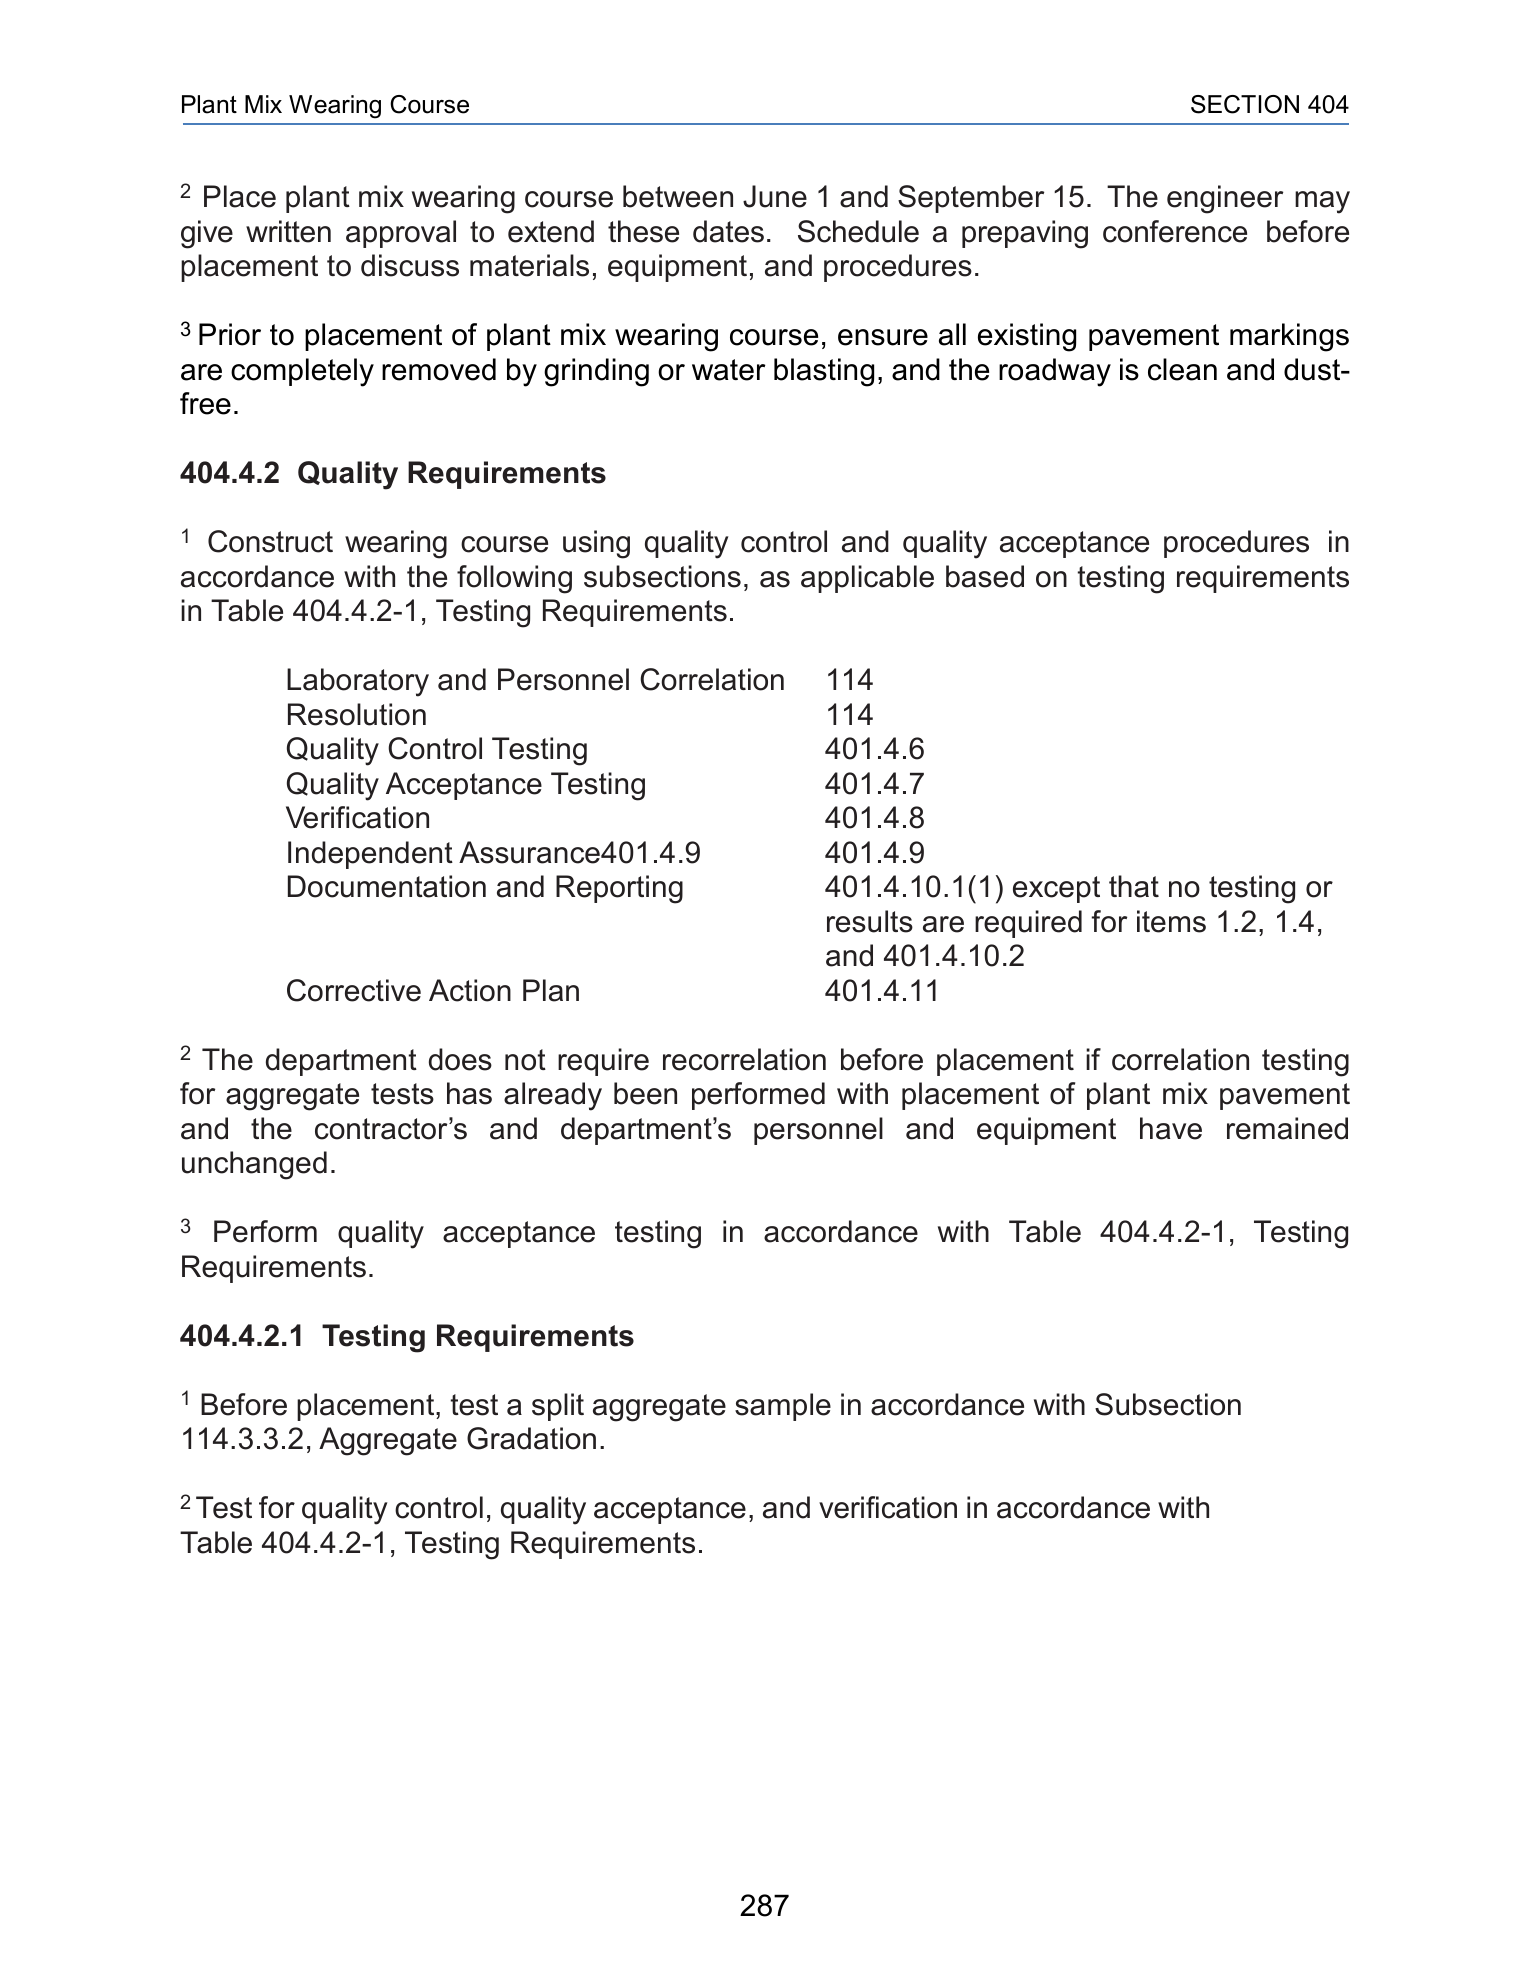 Plant Mix Wearing Course SECTION 404
2 Place plant mix wearing course between June 1 and September 15. The engineer may
give written approval to extend these dates. Schedule a prepaving conference before
placement to discuss materials, equipment, and procedures.
3 Prior to placement of plant mix wearing course, ensure all existing pavement markings
are completely removed by grinding or water blasting, and the roadway is clean and dust-
free.
404.4.2 Quality Requirements
1 Construct wearing course using quality control and quality acceptance procedures in
accordance with the following subsections, as applicable based on testing requirements
in Table 404.4.2-1, Testing Requirements.
Laboratory and Personnel Correlation 114
Resolution 114
Quality Control Testing 401.4.6
Quality Acceptance Testing 401.4.7
Verification 401.4.8
Independent Assurance401.4.9 401.4.9
Documentation and Reporting 401.4.10.1(1) except that no testing or
results are required for items 1.2, 1.4,
and 401.4.10.2
Corrective Action Plan 401.4.11
2 The department does not require recorrelation before placement if correlation testing
for aggregate tests has already been performed with placement of plant mix pavement
and the contractor’s and department’s personnel and equipment have remained
unchanged.
3 Perform quality acceptance testing in accordance with Table 404.4.2-1, Testing
Requirements.
404.4.2.1 Testing Requirements
1 Before placement, test a split aggregate sample in accordance with Subsection
114.3.3.2, Aggregate Gradation.
2 Test for quality control, quality acceptance, and verification in accordance with
Table 404.4.2-1, Testing Requirements.
287